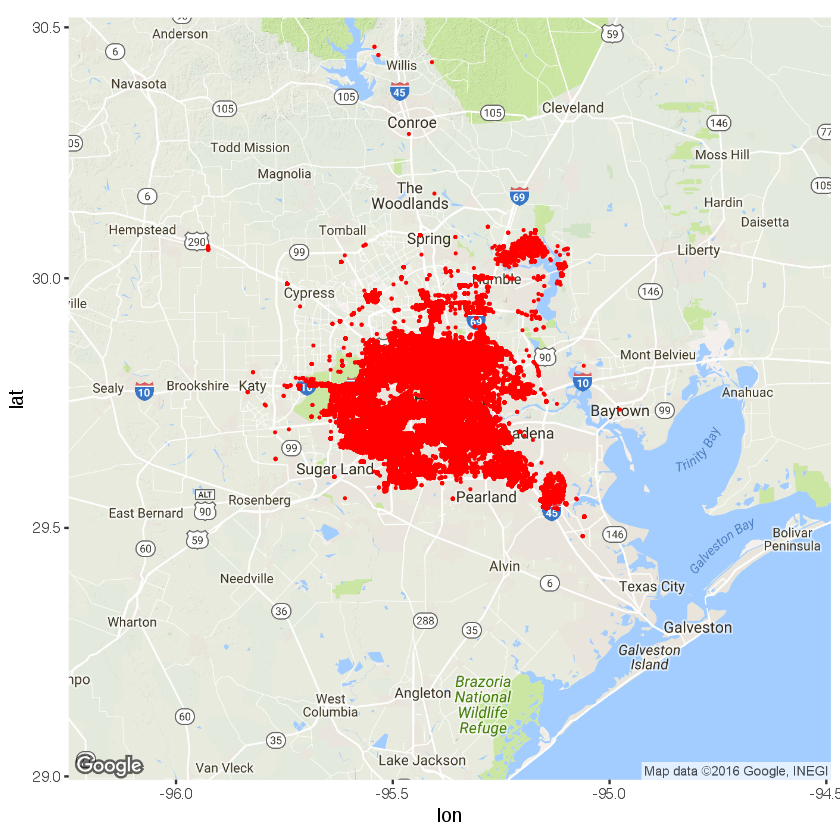 30.5
6
Anderson
59
Willis
Navasota
105
105
45
105
Cleveland
Conroe
146
77
05
Todd Mission
Moss Hill
Magnolia
The
Woodlands
69
105
6
Hardin
Hempstead
290
Tomball
Spring
Daisetta
99
Liberty
30.0
Humble
Cypress
146
ville
69
90
Mont Belvieu
Sealy
10
Brookshire
Katy
10
10
Anahuac
Baytown
99
adena
99
Trinity Bay
Sugar Land
ALT
90
Rosenberg
Pearland
East Bernard
45
29.5
59
60
146
Galveston Bay
Bolivar
Peninsula
Alvin
Needville
6
Texas City
36
288
Wharton
35
Galveston
Galveston
Island
mpo
Brazoria
National
Wildlife
Refuge
West
Columbia
Angleton
60
35
Google
Van Vleck
Lake Jackson
Map data ©2016 Google, INEGI
29.0
-96.0
-95.5
-95.0
-94.5
lon
lat